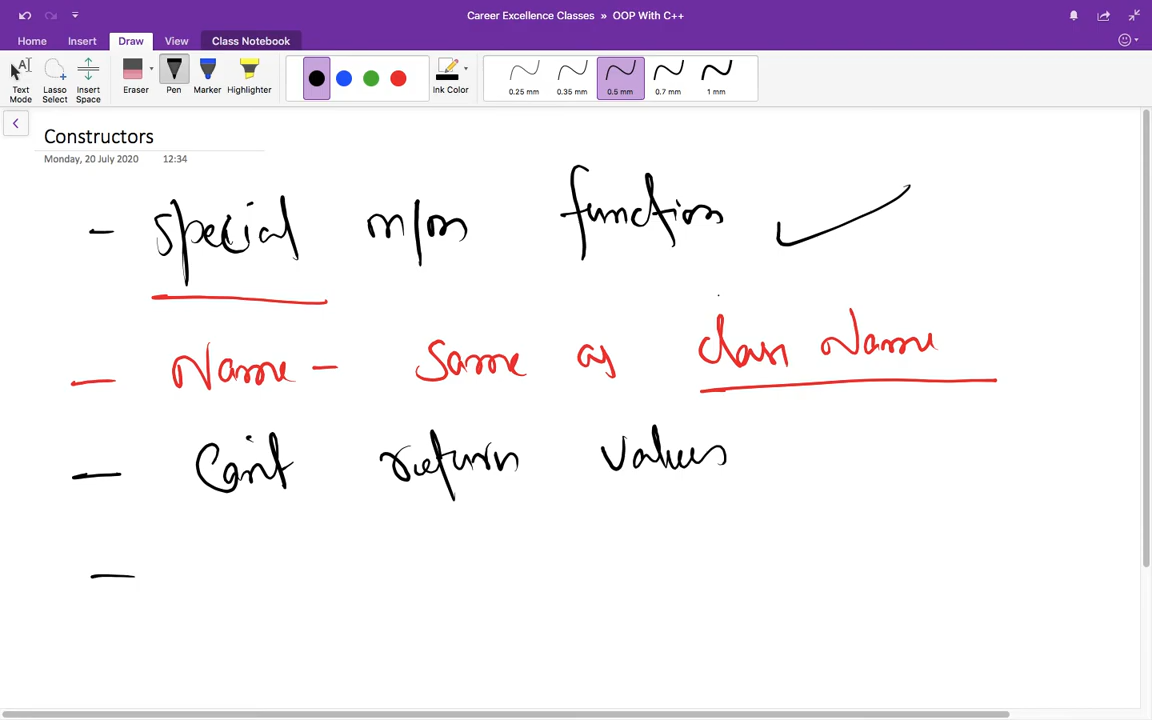 Career Excellence Classes » OOP With C++
Home Insert Draw View Class Notebook
Text Mode Lasso Select Insert Space Eraser Pen Marker Highlighter Ink Color 0.25 mm 0.35 mm 0.5 mm 0.7 mm 1 mm
Constructors
Monday, 20 July 2020 12:34
- special m/m function
- Name - Same as class Name
- Can't return values
-